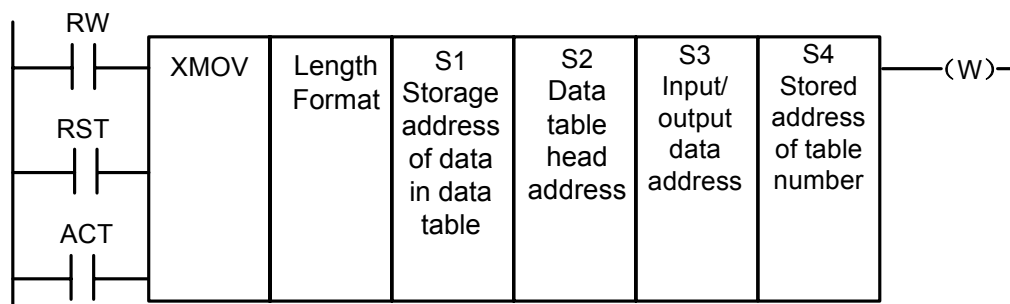 RW
RST
ACT
XMOV
Length
Format
S1
Storage
address
of data
in data
table
S2
Data
table
head
address
S3
Input/
output
data
address
S4
Stored
address
of table
number
(W)